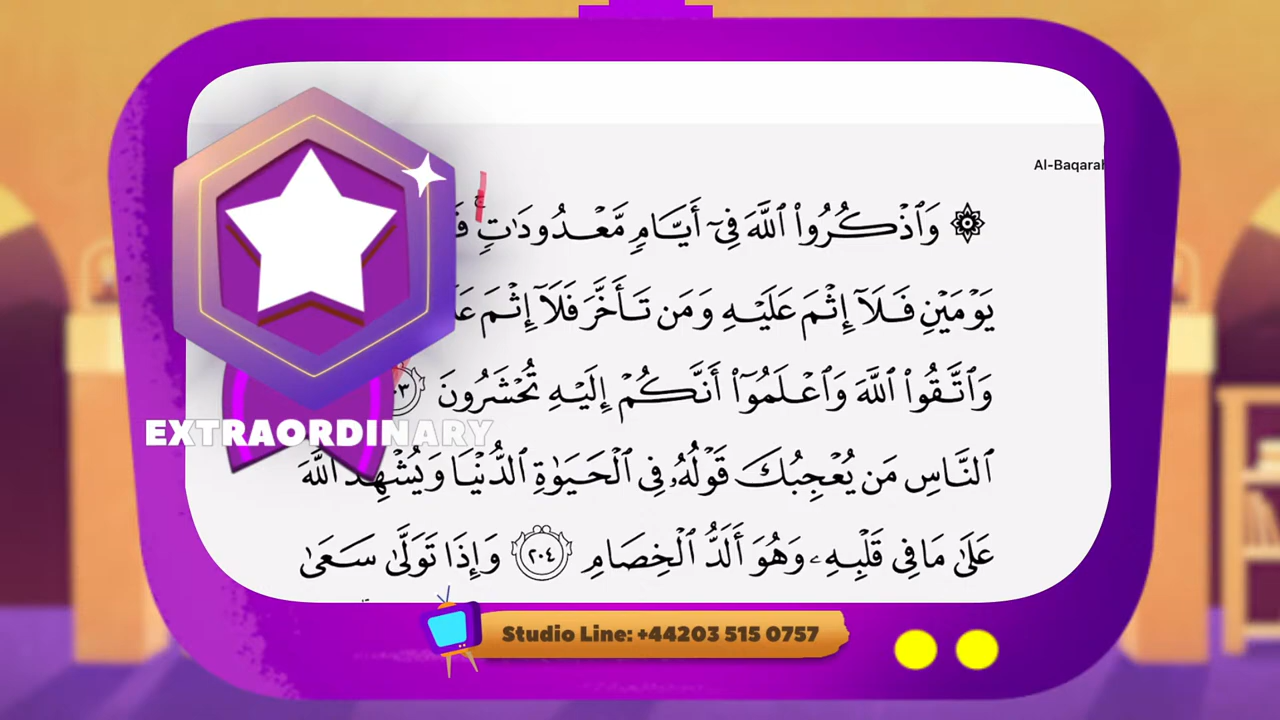 Al-Baqarah
۞ وَٱذْكُرُوا۟ ٱللَّهَ فِىٓ أَيَّامٍ مَّعْدُودَٰتٍ ۚ
يَوْمَيْنِ فَلَآ إِثْمَ عَلَيْهِ وَمَن تَأَخَّرَ فَلَآ إِثْمَ
وَٱتَّقُوا۟ ٱللَّهَ وَٱعْلَمُوٓا۟ أَنَّكُمْ إِلَيْهِ تُحْشَرُونَ
ٱلنَّاسِ مَن يُعْجِبُكَ قَوْلُهُۥ فِى ٱلْحَيَوٰةِ ٱلدُّنْيَا وَيُشْهِدُ ٱللَّهَ
عَلَىٰ مَا فِى قَلْبِهِۦ وَهُوَ أَلَدُّ ٱلْخِصَامِ ٢٠٤ وَإِذَا تَوَلَّىٰ سَعَىٰ
EXTRAORDINARY
Studio Line: +44203 515 0757